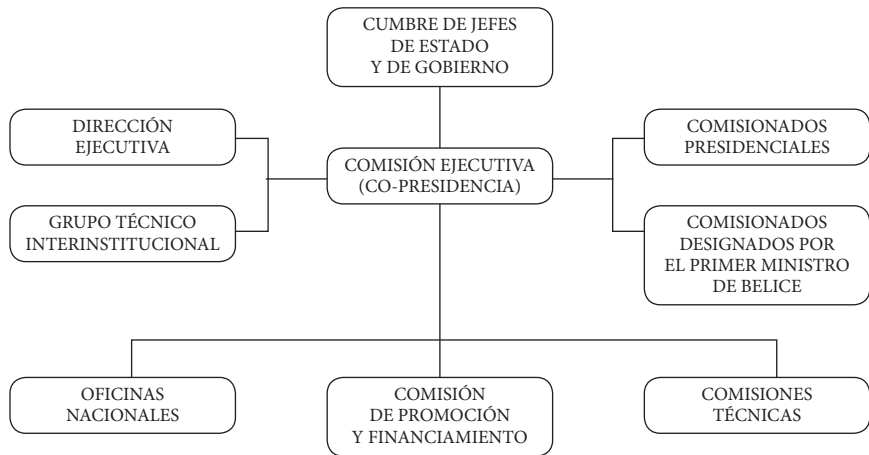 CUMBRE DE JEFES
DE ESTADO
Y DE GOBIERNO
DIRECCIÓN
EJECUTIVA
COMISIONADOS
PRESIDENCIALES
COMISIÓN EJECUTIVA
(CO-PRESIDENCIA)
GRUPO TÉCNICO
INTERINSTITUCIONAL
COMISIONADOS
DESIGNADOS POR
EL PRIMER MINISTRO
DE BELICE
OFICINAS
NACIONALES
COMISIÓN
DE PROMOCIÓN
Y FINANCIAMIENTO
COMISIONES
TÉCNICAS